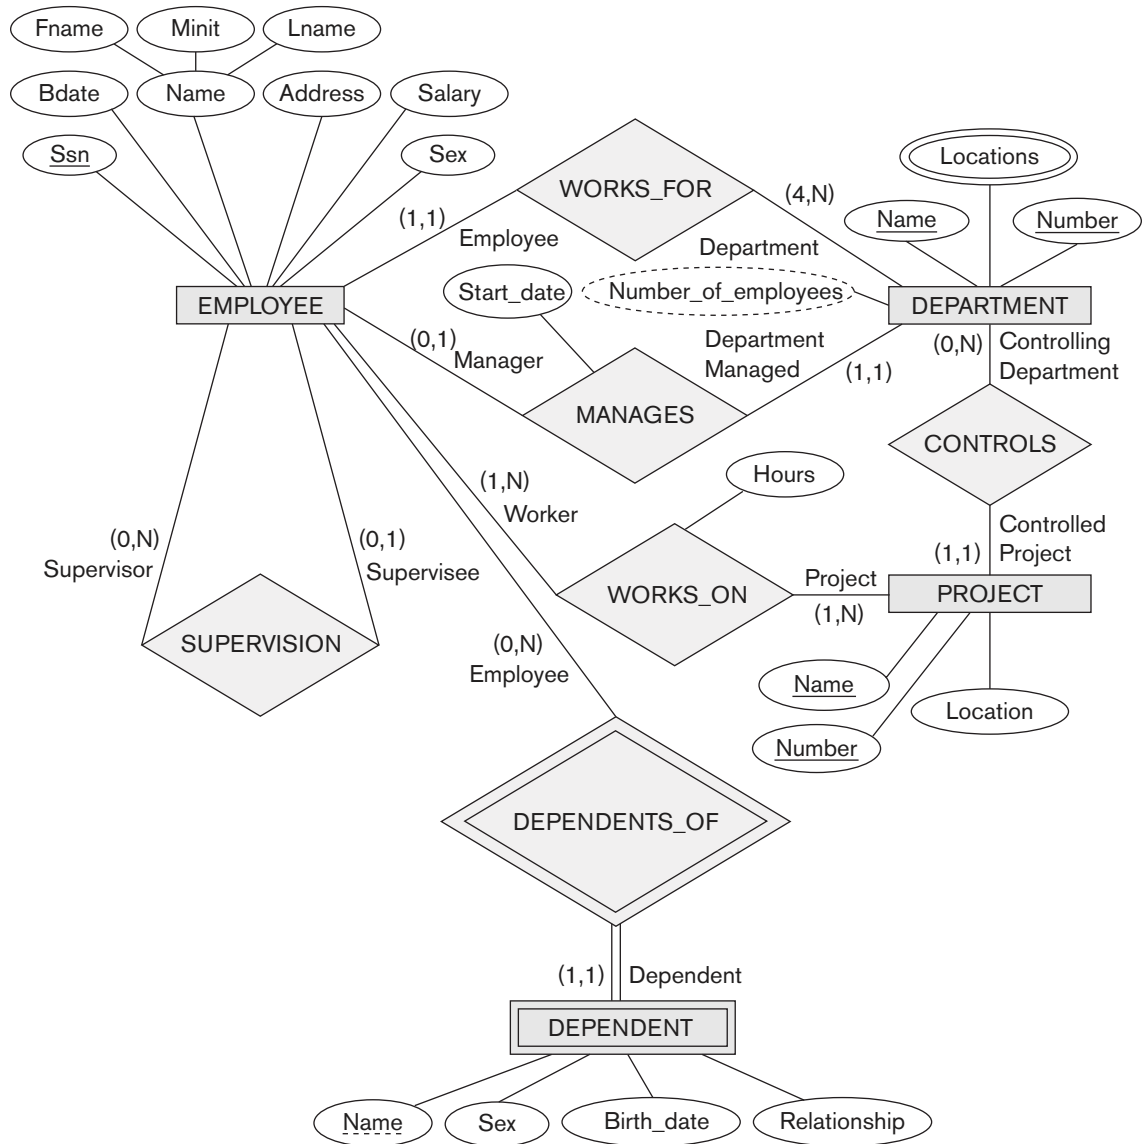 Fname
Minit
Lname
Bdate
Name
Address
Salary
Ssn
Sex
WORKS_FOR
Locations
Name
Number
(1,1)
Employee
(4,N)
Department
Start_date
Number_of_employees
EMPLOYEE
DEPARTMENT
(0,1)
Manager
Department
Managed
(1,1)
MANAGES
(0,N)
Controlling
Department
CONTROLS
Hours
(1,N)
Worker
(0,N)
Supervisor
(0,1)
Supervisee
SUPERVISION
WORKS_ON
Project
(1,N)
Controlled
Project
(1,1)
PROJECT
(0,N)
Employee
Name
Number
Location
DEPENDENTS_OF
(1,1)
Dependent
DEPENDENT
Name
Sex
Birth_date
Relationship